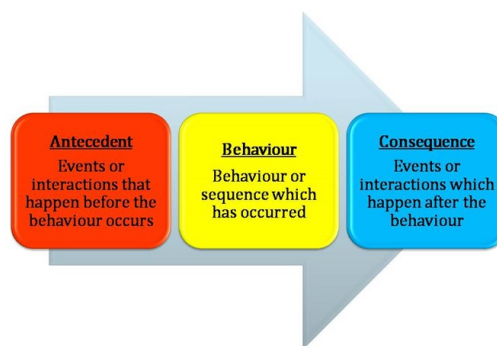 Antecedent
Events or
interactions that
happen before the
behaviour occurs
Behaviour
Behaviour or
sequence which
has occurred
Consequence
Events or
interactions which
happen after the
behaviour